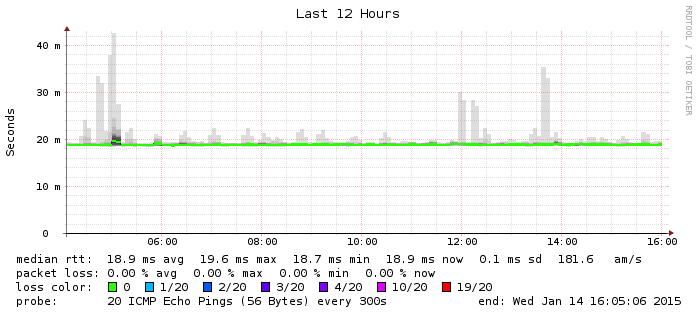 Last 12 Hours
RRDTOOL / TOBI OETIKER
Seconds
40 m
30 m
20 m
10 m
0
06:00 08:00 10:00 12:00 14:00 16:00
median rtt: 18.9 ms avg 19.6 ms max 18.7 ms min 18.9 ms now 0.1 ms sd 181.6 am/s
packet loss: 0.00 % avg 0.00 % max 0.00 % min 0.00 % now
loss color: 0 1/20 2/20 3/20 4/20 10/20 19/20
probe: 20 ICMP Echo Pings (56 Bytes) every 300s end: Wed Jan 14 16:05:06 2015